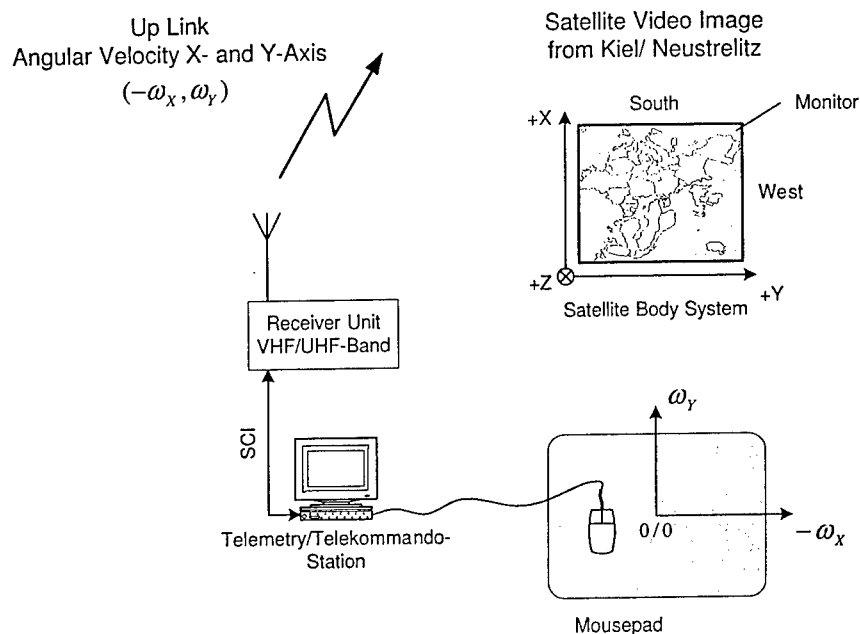 Up Link
Angular Velocity X- and Y-Axis
(−ω_X, ω_Y)
Satellite Video Image
from Kiel/ Neustrelitz
South
Monitor
+X
West
+Z
+Y
Satellite Body System
Receiver Unit
VHF/UHF-Band
SCI
Telemetry/Telekommando-
Station
ω_Y
0/0
−ω_X
Mousepad